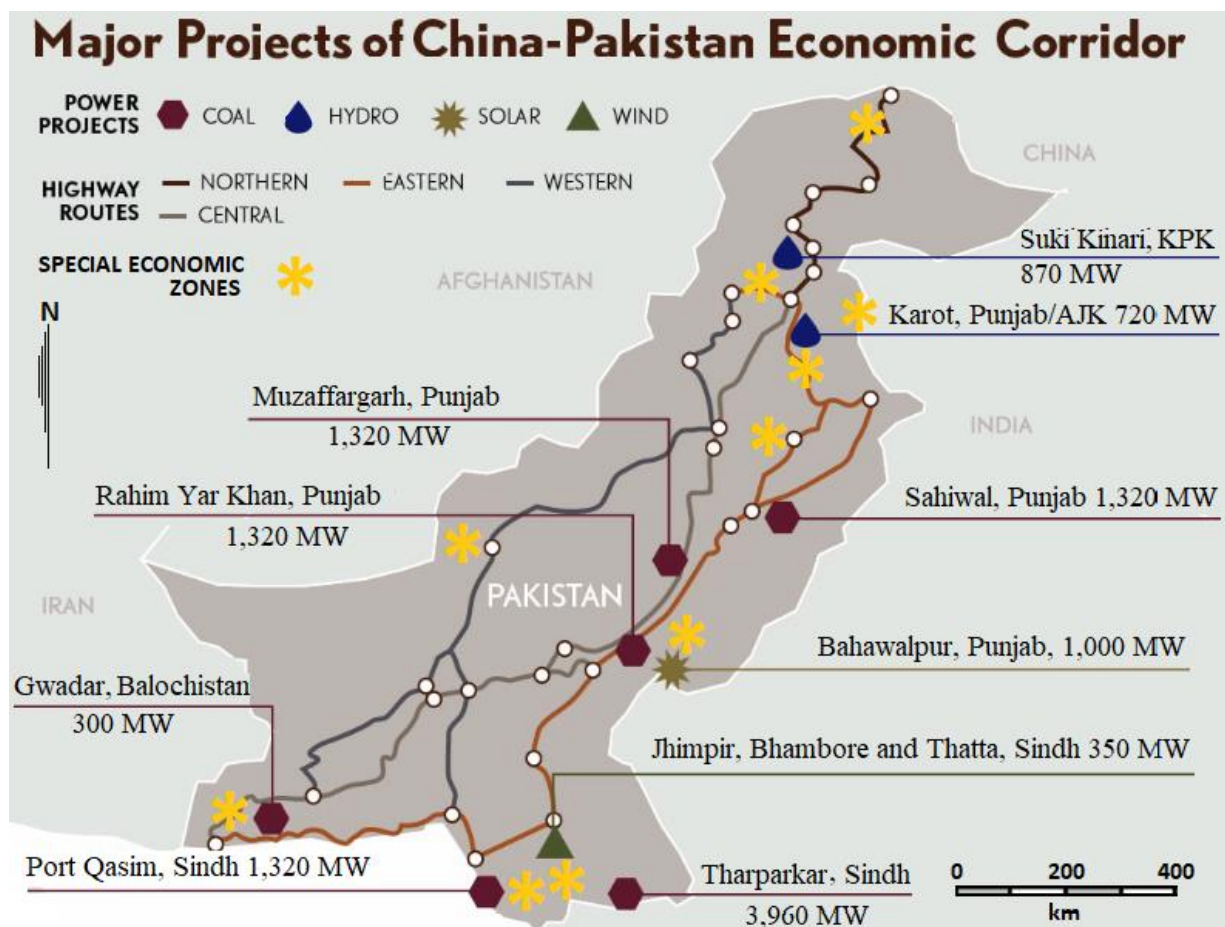 Major Projects of China-Pakistan Economic Corridor
POWER
PROJECTS
COAL
HYDRO
SOLAR
WIND
HIGHWAY
ROUTES
NORTHERN
EASTERN
WESTERN
CENTRAL
SPECIAL ECONOMIC
ZONES
N
CHINA
AFGHANISTAN
Suki Kinari, KPK
870 MW
Karot, Punjab/AJK 720 MW
Muzaffargarh, Punjab
1,320 MW
INDIA
Rahim Yar Khan, Punjab
1,320 MW
Sahiwal, Punjab 1,320 MW
IRAN
PAKISTAN
Bahawalpur, Punjab, 1,000 MW
Gwadar, Balochistan
300 MW
Jhimpir, Bhambore and Thatta, Sindh 350 MW
Port Qasim, Sindh 1,320 MW
Tharparkar, Sindh
3,960 MW
0 200 400
km